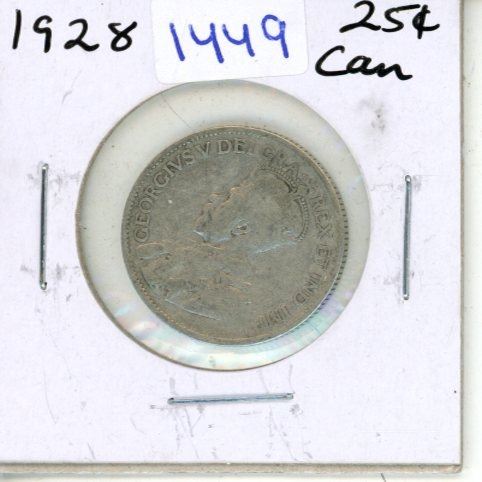 1928 1449 25¢
Can
GEORGIVS V DEI GRA: REX ET IND: IMP: